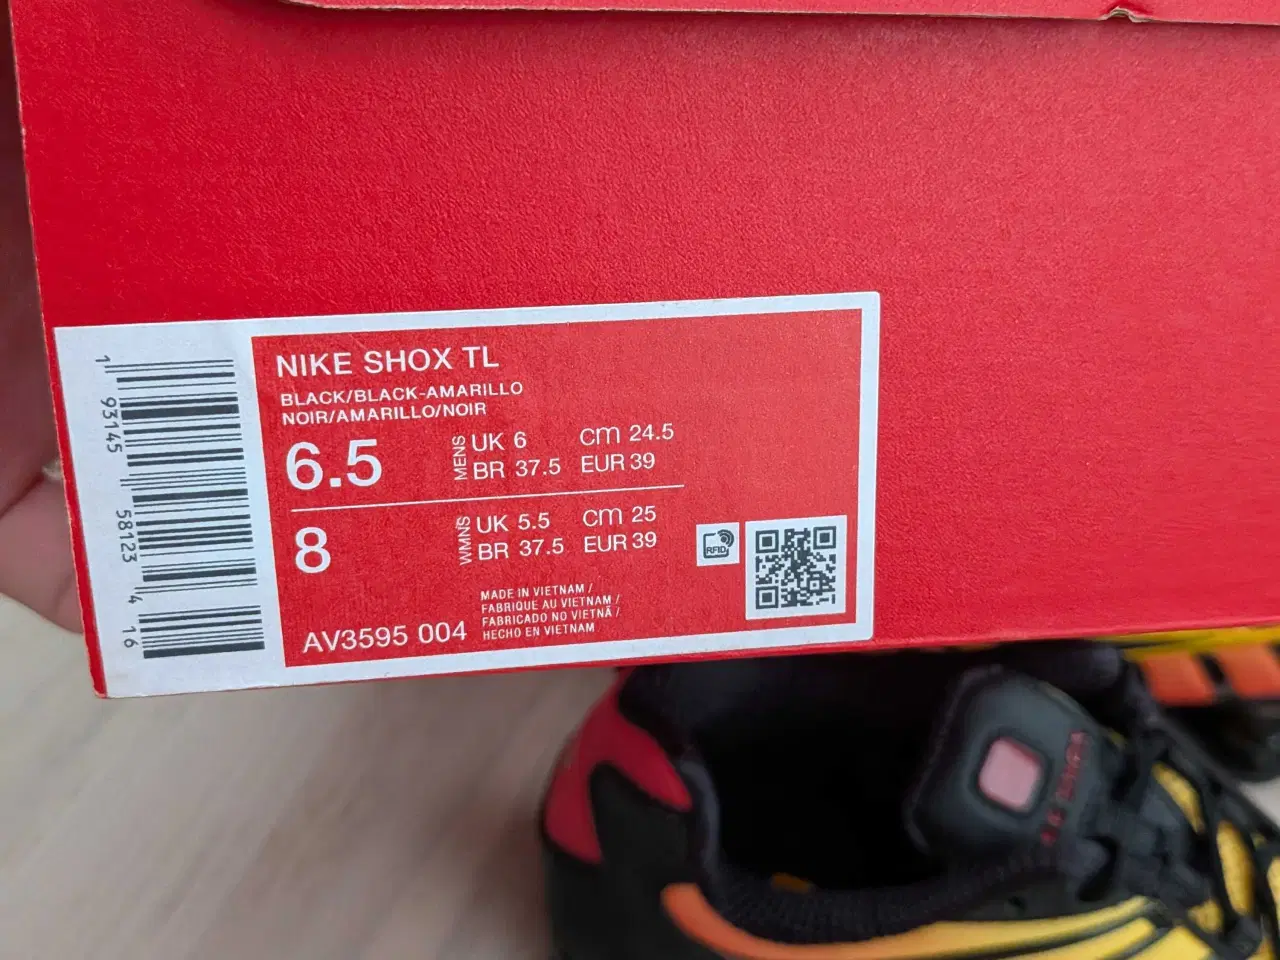 NIKE SHOX TL
BLACK/BLACK-AMARILLO
NOIR/AMARILLO/NOIR
6.5 MENS UK 6 CM 24.5
BR 37.5 EUR 39
8 WMNS UK 5.5 CM 25
BR 37.5 EUR 39
MADE IN VIETNAM /
FABRIQUE AU VIETNAM /
FABRICADO NO VIETNÃ /
HECHO EN VIETNAM
AV3595 004
RFID
1 93145 58123 4 16